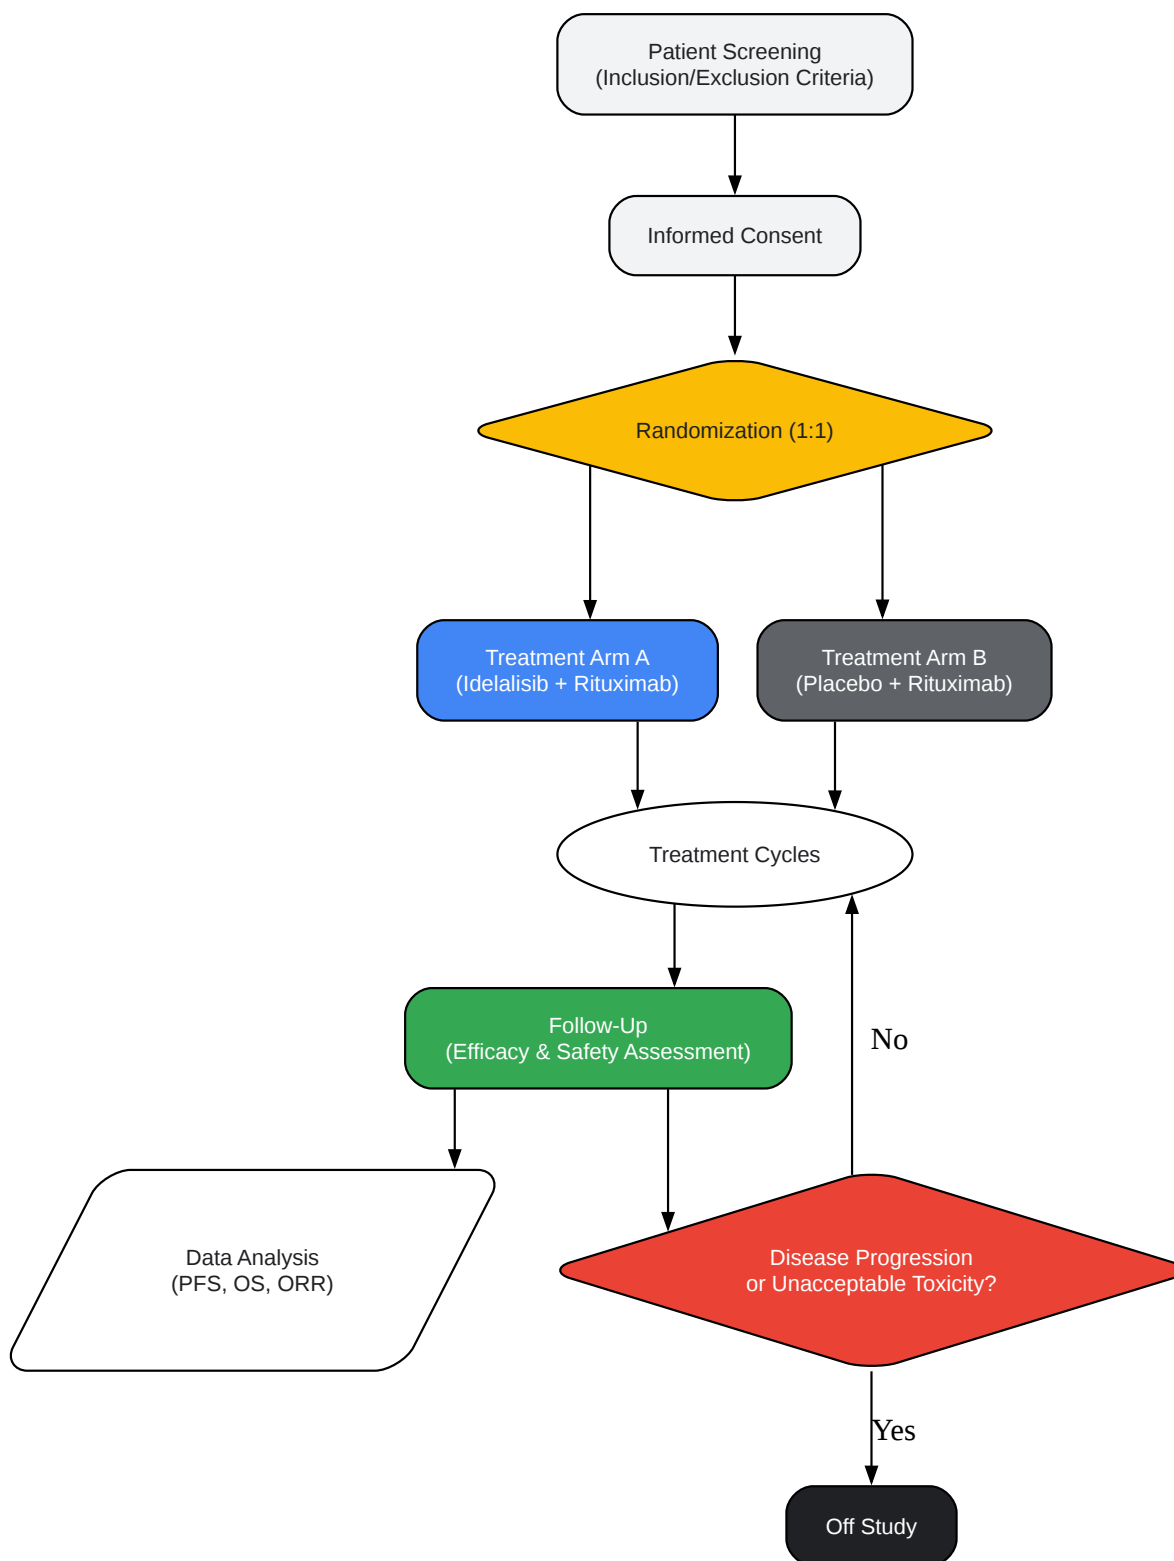 Patient Screening
(Inclusion/Exclusion Criteria)
Informed Consent
Randomization (1:1)
Treatment Arm A
(Idelalisib + Rituximab)
Treatment Arm B
(Placebo + Rituximab)
Treatment Cycles
Follow-Up
(Efficacy & Safety Assessment)
No
Data Analysis
(PFS, OS, ORR)
Disease Progression
or Unacceptable Toxicity?
Yes
Off Study